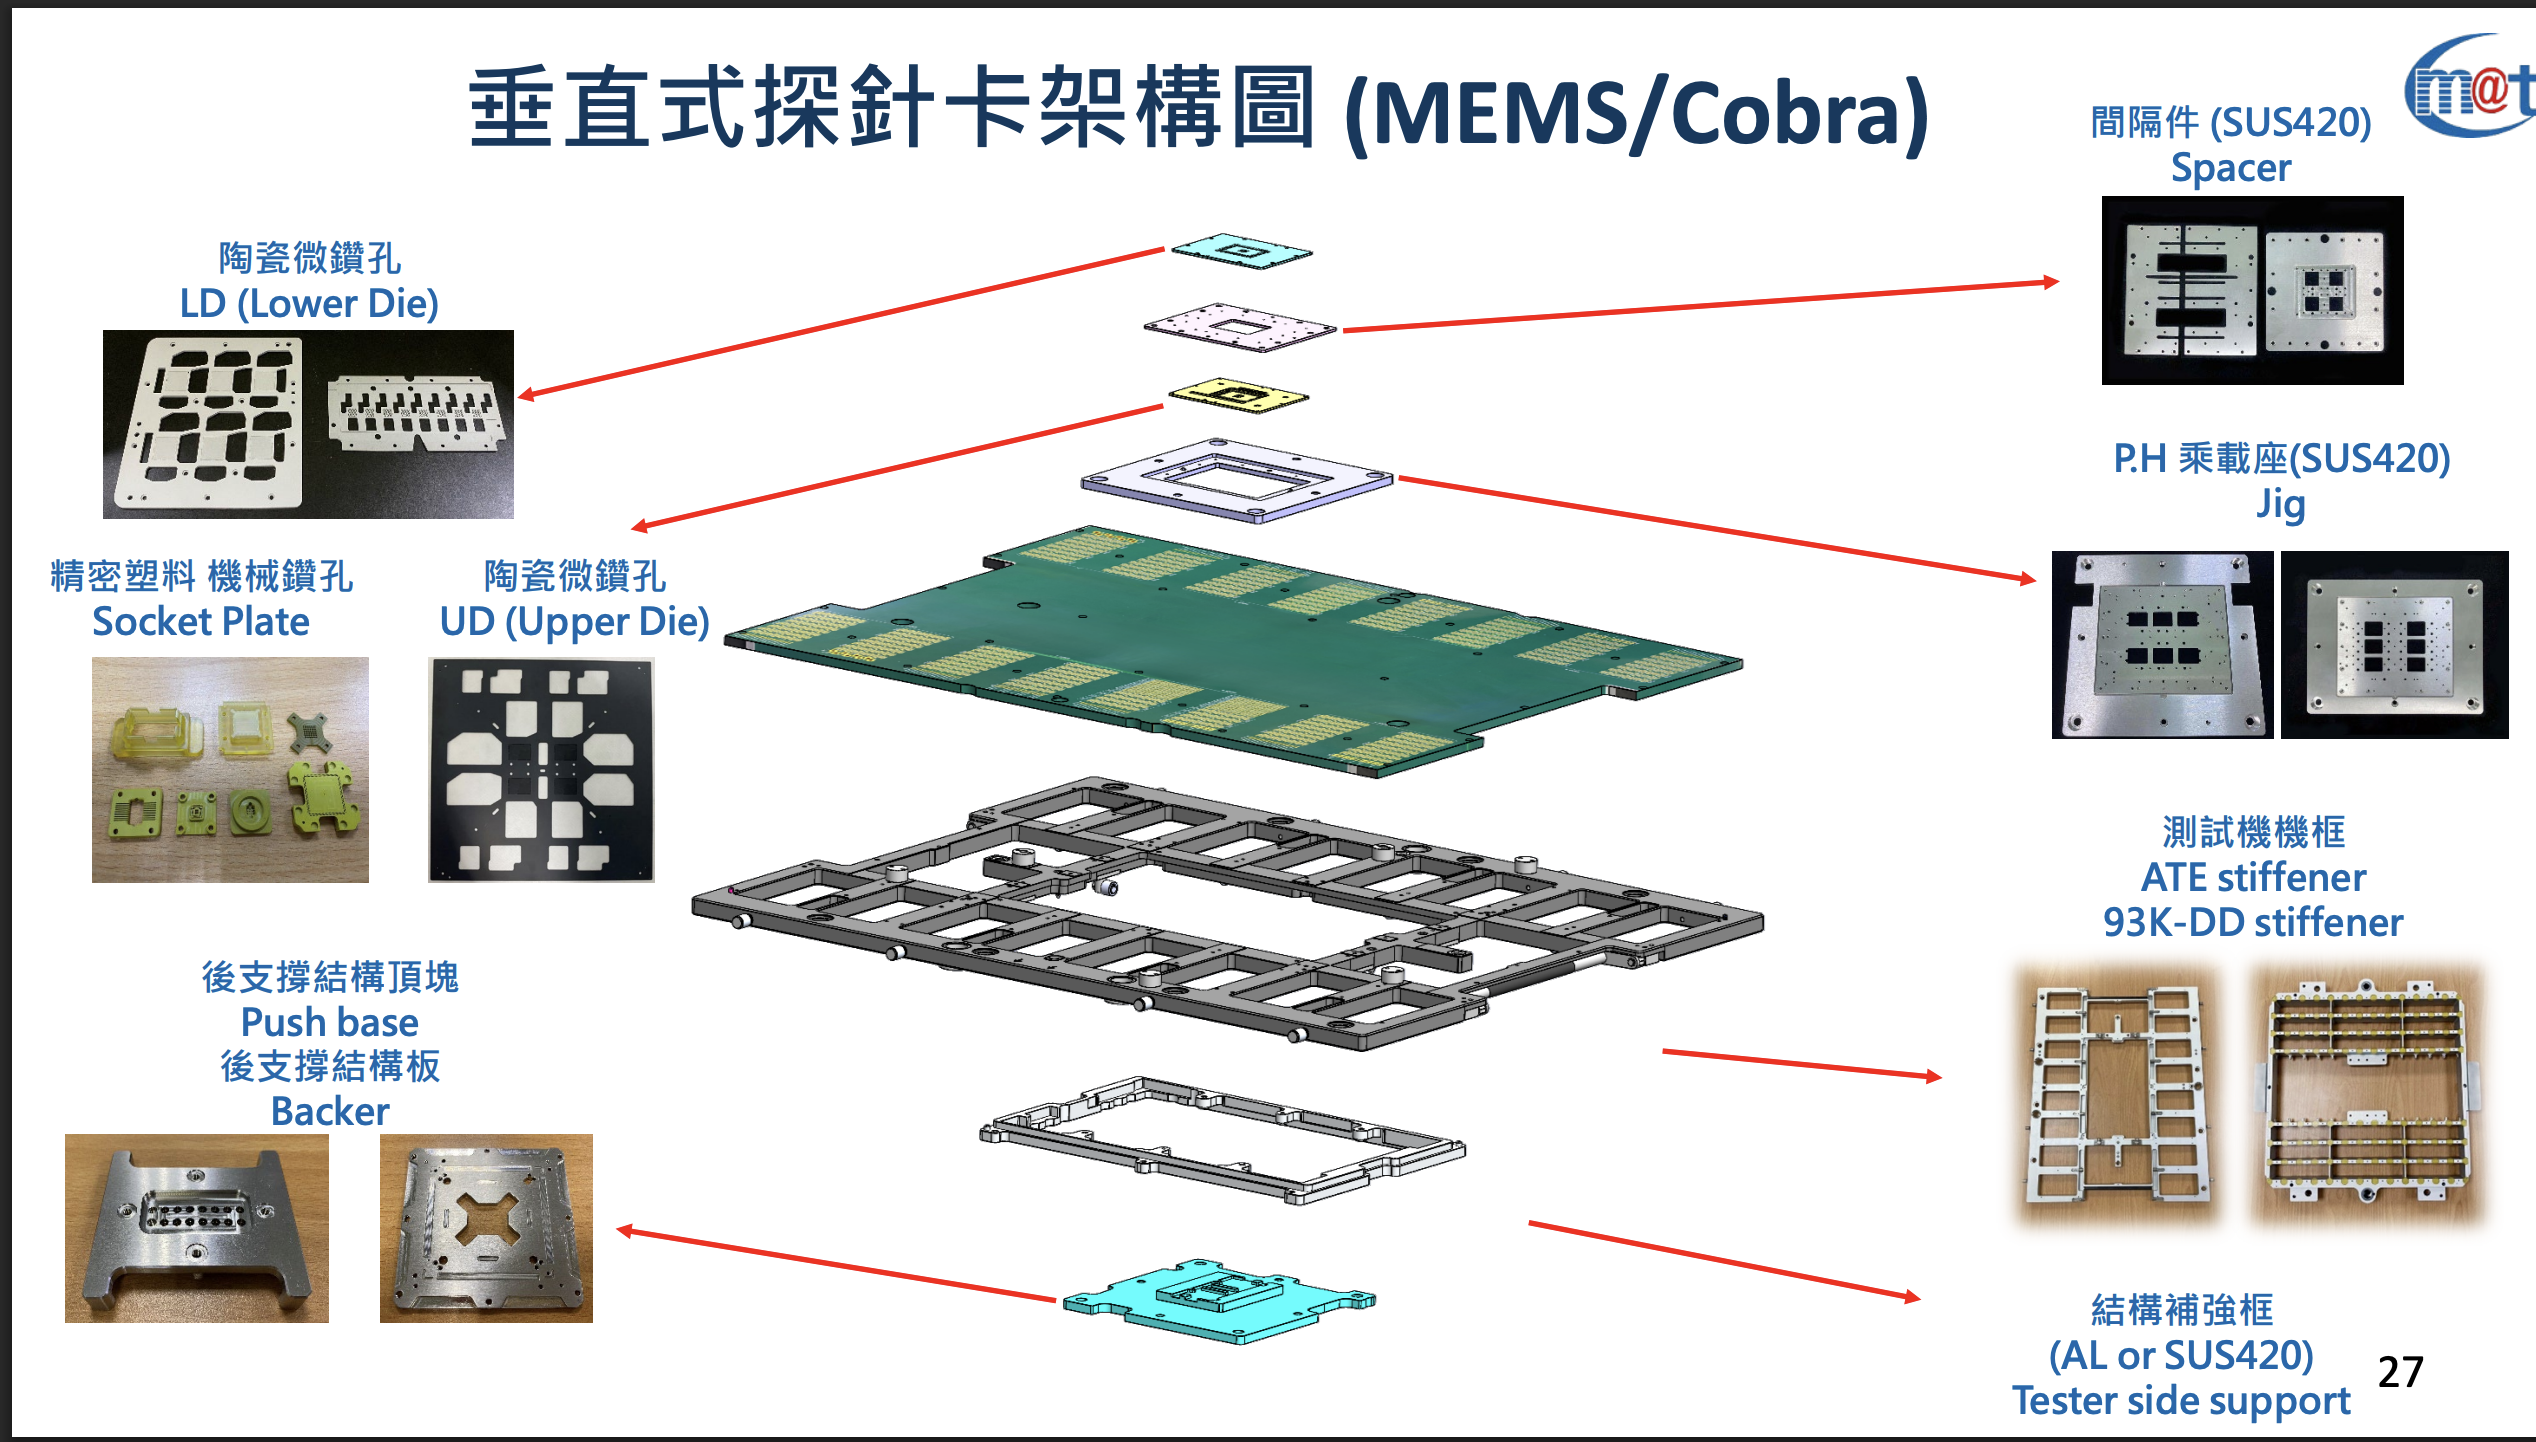 垂直式探針卡架構圖 (MEMS/Cobra)
m@t
間隔件 (SUS420)
Spacer
陶瓷微鑽孔
LD (Lower Die)
P.H 乘載座(SUS420)
Jig
精密塑料 機械鑽孔
Socket Plate
陶瓷微鑽孔
UD (Upper Die)
測試機機框
ATE stiffener
93K-DD stiffener
後支撐結構頂塊
Push base
後支撐結構板
Backer
結構補強框
(AL or SUS420)
Tester side support
27